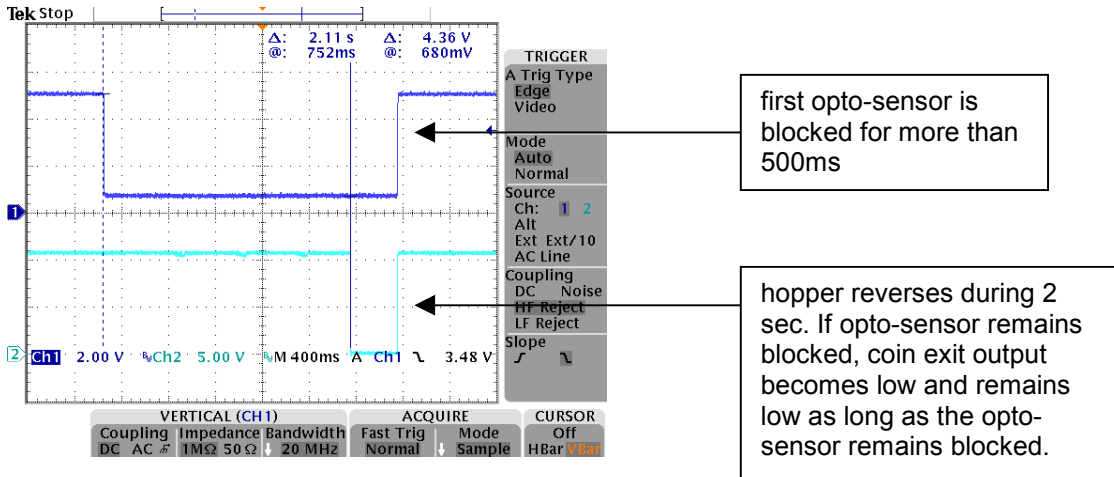 Tek Stop
Δ: 2.11 s Δ: 4.36 V
@: 752ms @: 680mV
1
2
Ch1 2.00 V Ch2 5.00 V M 400ms A Ch1 3.48 V
TRIGGER
A Trig Type
Edge
Video
Mode
Auto
Normal
Source
Ch: 1 2
Alt
Ext Ext/10
AC Line
Coupling
DC Noise
HF Reject
LF Reject
Slope
VERTICAL (CH1)
Coupling Impedance Bandwidth
DC AC 1MΩ 50 Ω 20 MHz
ACQUIRE
Fast Trig Mode
Normal Sample
CURSOR
Off
HBar VBar
first opto-sensor is
blocked for more than
500ms
hopper reverses during 2
sec. If opto-sensor remains
blocked, coin exit output
becomes low and remains
low as long as the opto-
sensor remains blocked.